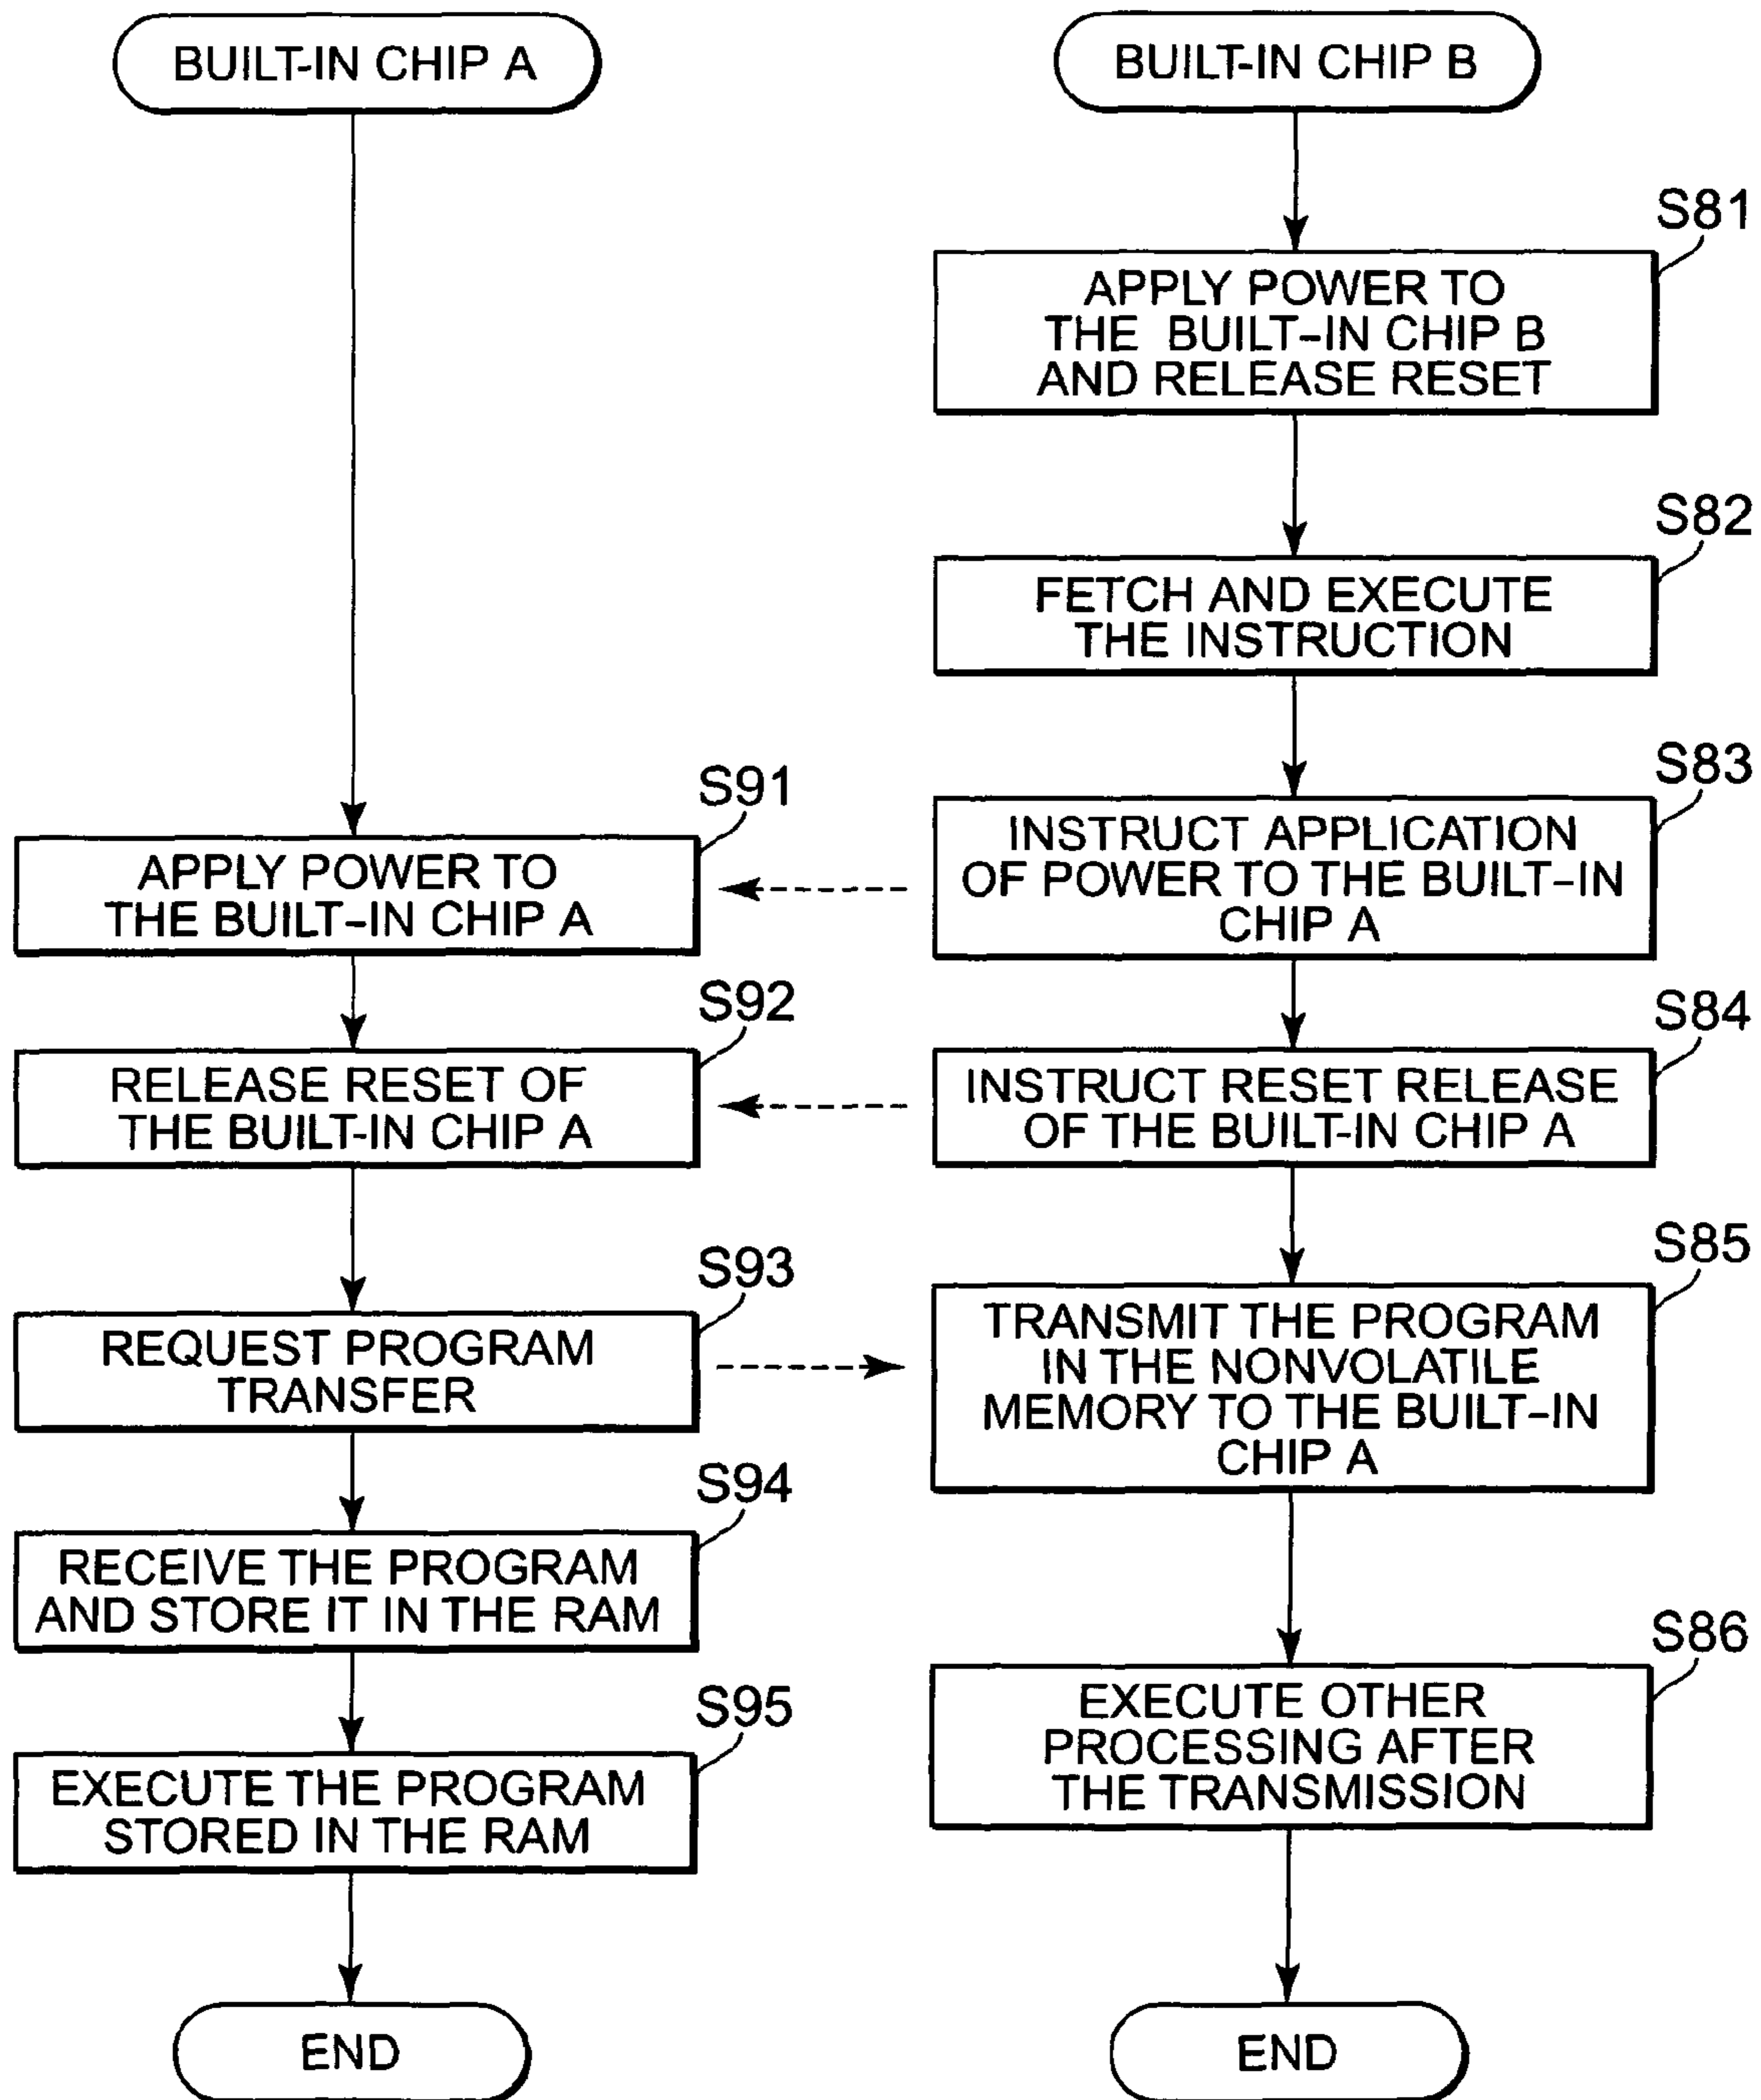 BUILT-IN CHIP A
BUILT-IN CHIP B
S81
APPLY POWER TO
THE BUILT-IN CHIP B
AND RELEASE RESET
S82
FETCH AND EXECUTE
THE INSTRUCTION
S83
INSTRUCT APPLICATION
OF POWER TO THE BUILT-IN
CHIP A
S91
APPLY POWER TO
THE BUILT-IN CHIP A
S84
INSTRUCT RESET RELEASE
OF THE BUILT-IN CHIP A
S92
RELEASE RESET OF
THE BUILT-IN CHIP A
S93
REQUEST PROGRAM
TRANSFER
S85
TRANSMIT THE PROGRAM
IN THE NONVOLATILE
MEMORY TO THE BUILT-IN
CHIP A
S94
RECEIVE THE PROGRAM
AND STORE IT IN THE RAM
S95
EXECUTE THE PROGRAM
STORED IN THE RAM
S86
EXECUTE OTHER
PROCESSING AFTER
THE TRANSMISSION
END
END